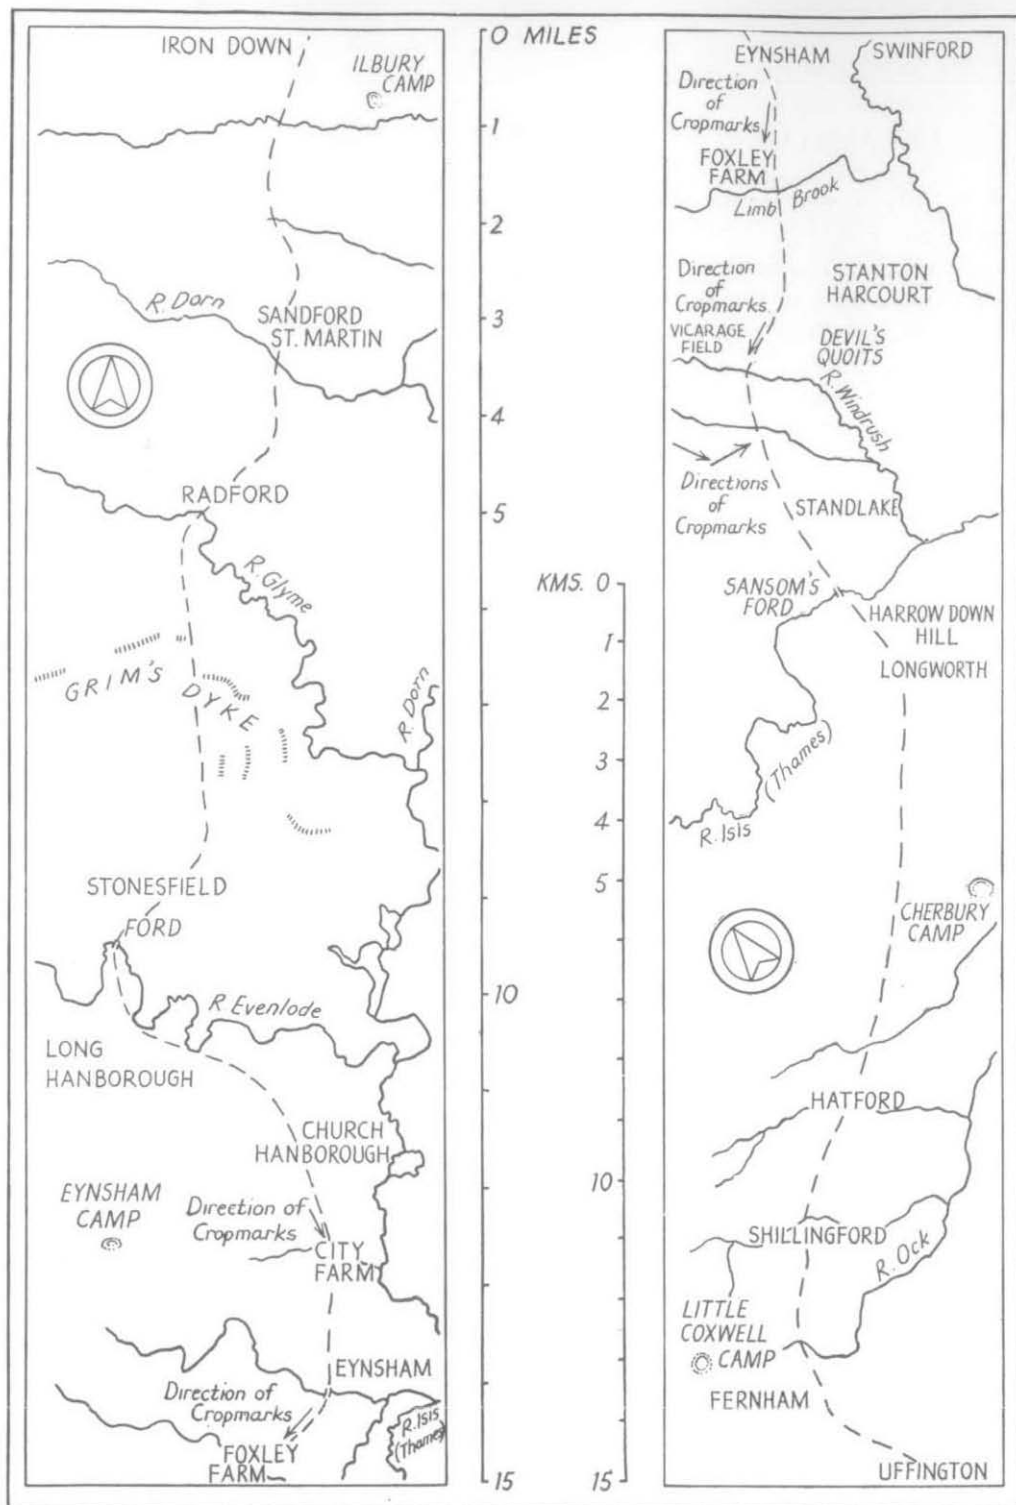 IRON DOWN
ILBURY
CAMP
R. Dorn
SANDFORD
ST. MARTIN
RADFORD
R. Glyme
GRIM'S DYKE
R. Dorn
STONESFIELD
FORD
R Evenlode
LONG
HANBOROUGH
CHURCH
HANBOROUGH
EYNSHAM
CAMP
Direction of
Cropmarks
CITY
FARM
EYNSHAM
Direction of
Cropmarks
R. Isis
(Thames)
FOXLEY
FARM
0 MILES
1
2
3
4
5
10
15
KMS. 0
1
2
3
4
5
10
15
EYNSHAM
SWINFORD
Direction
of
Cropmarks
FOXLEY
FARM
Limb Brook
Direction
of
Cropmarks
STANTON
HARCOURT
VICARAGE
FIELD
DEVIL'S
QUOITS
R. Windrush
Directions
of
Cropmarks
STANDLAKE
SANSOM'S
FORD
HARROW DOWN
HILL
LONGWORTH
(Thames)
R. Isis
CHERBURY
CAMP
HATFORD
SHILLINGFORD
R. Ock
LITTLE
COXWELL
CAMP
FERNHAM
UFFINGTON